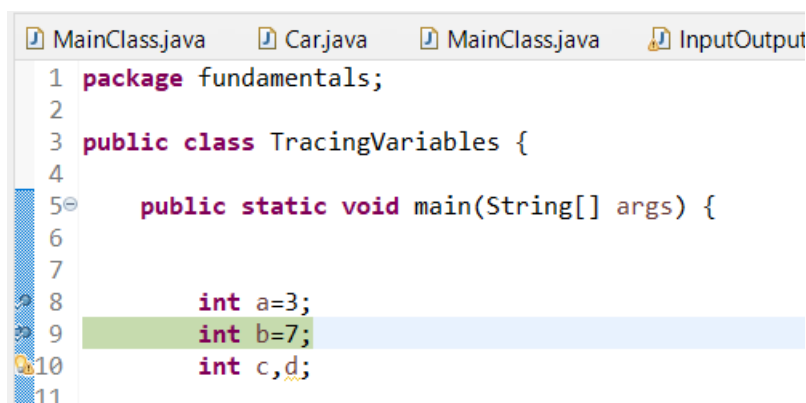 MainClass.java Car.java MainClass.java InputOutput
1 package fundamentals;
2
3 public class TracingVariables {
4
5 public static void main(String[] args) {
6
7
8 int a=3;
9 int b=7;
10 int c,d;
11